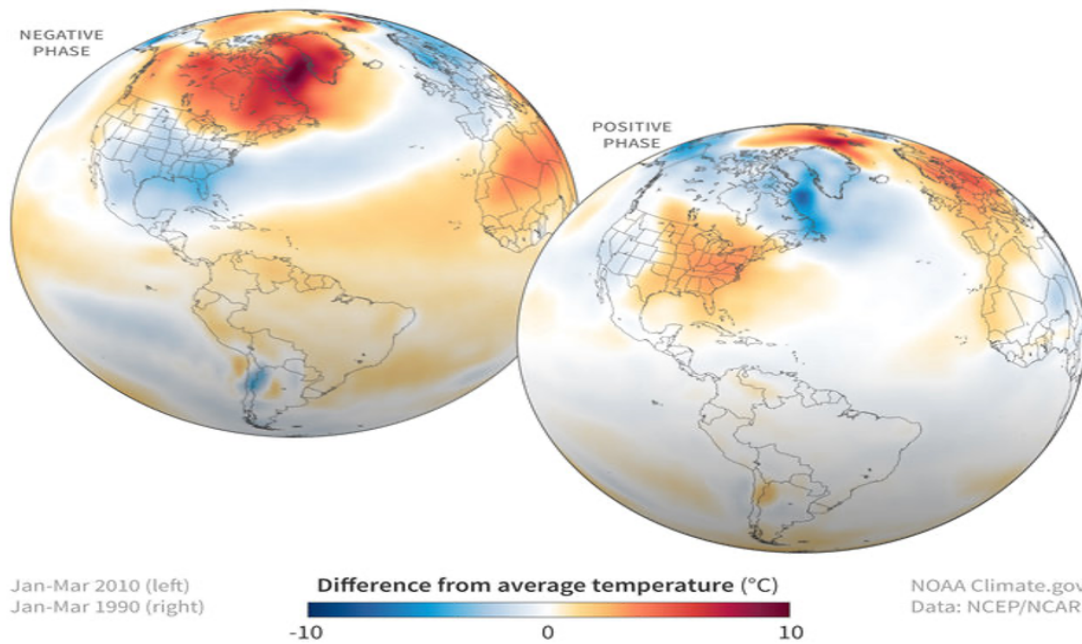 NEGATIVE
PHASE
POSITIVE
PHASE
Jan-Mar 2010 (left)
Jan-Mar 1990 (right)
Difference from average temperature (°C)
-10
0
10
NOAA Climate.gov
Data: NCEP/NCAR